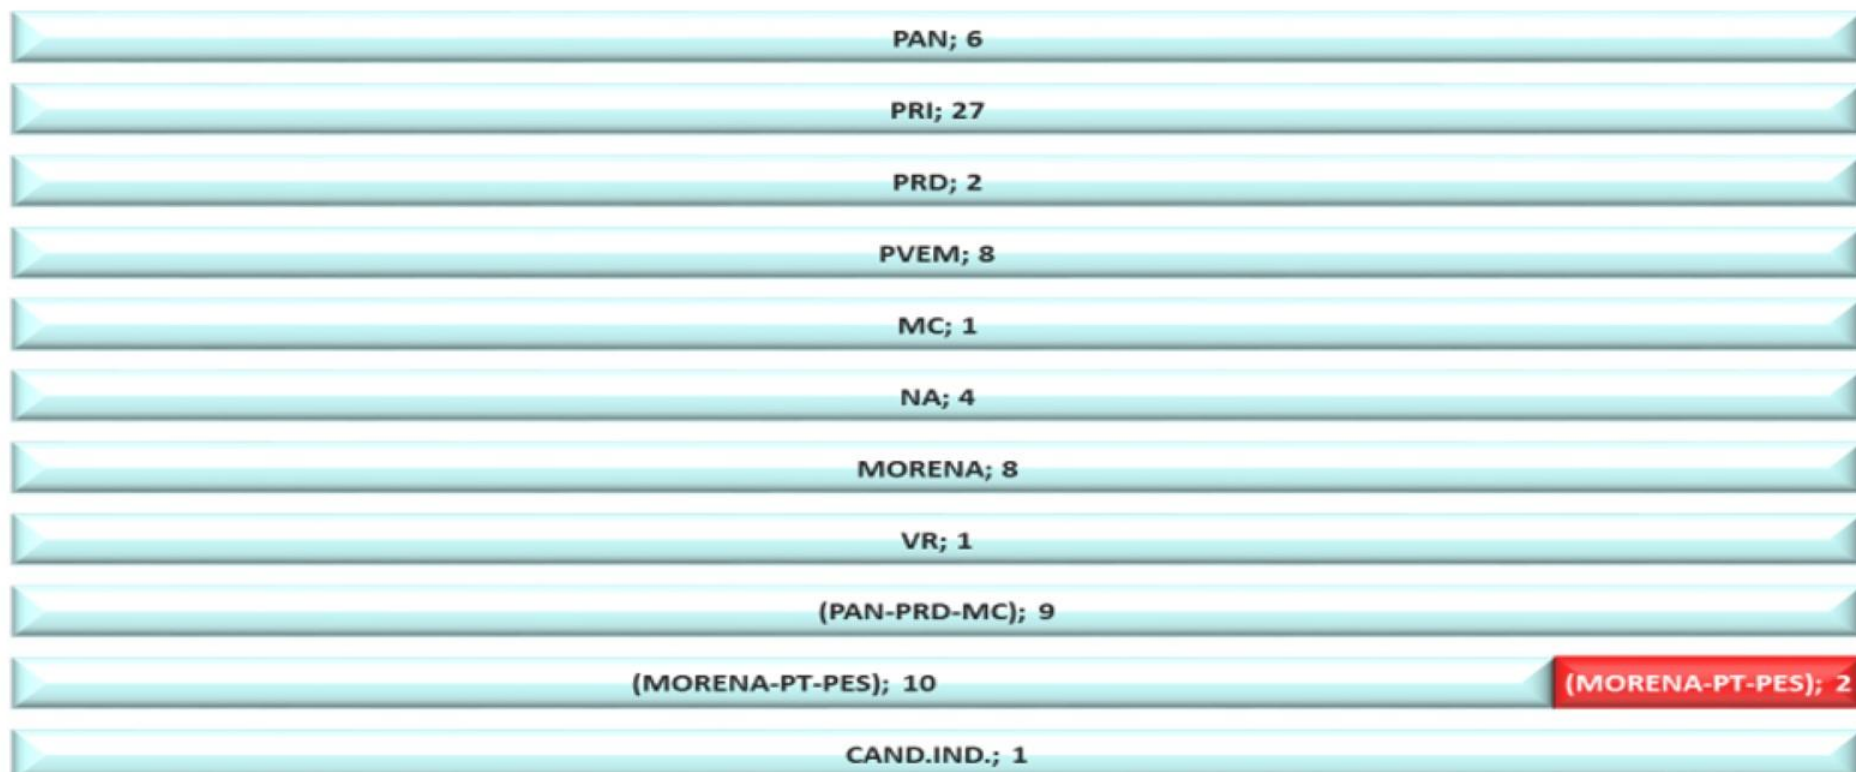 PAN; 6
PRI; 27
PRD; 2
PVEM; 8
MC; 1
NA; 4
MORENA; 8
VR; 1
(PAN-PRD-MC); 9
(MORENA-PT-PES); 10 (MORENA-PT-PES); 2
CAND.IND.; 1